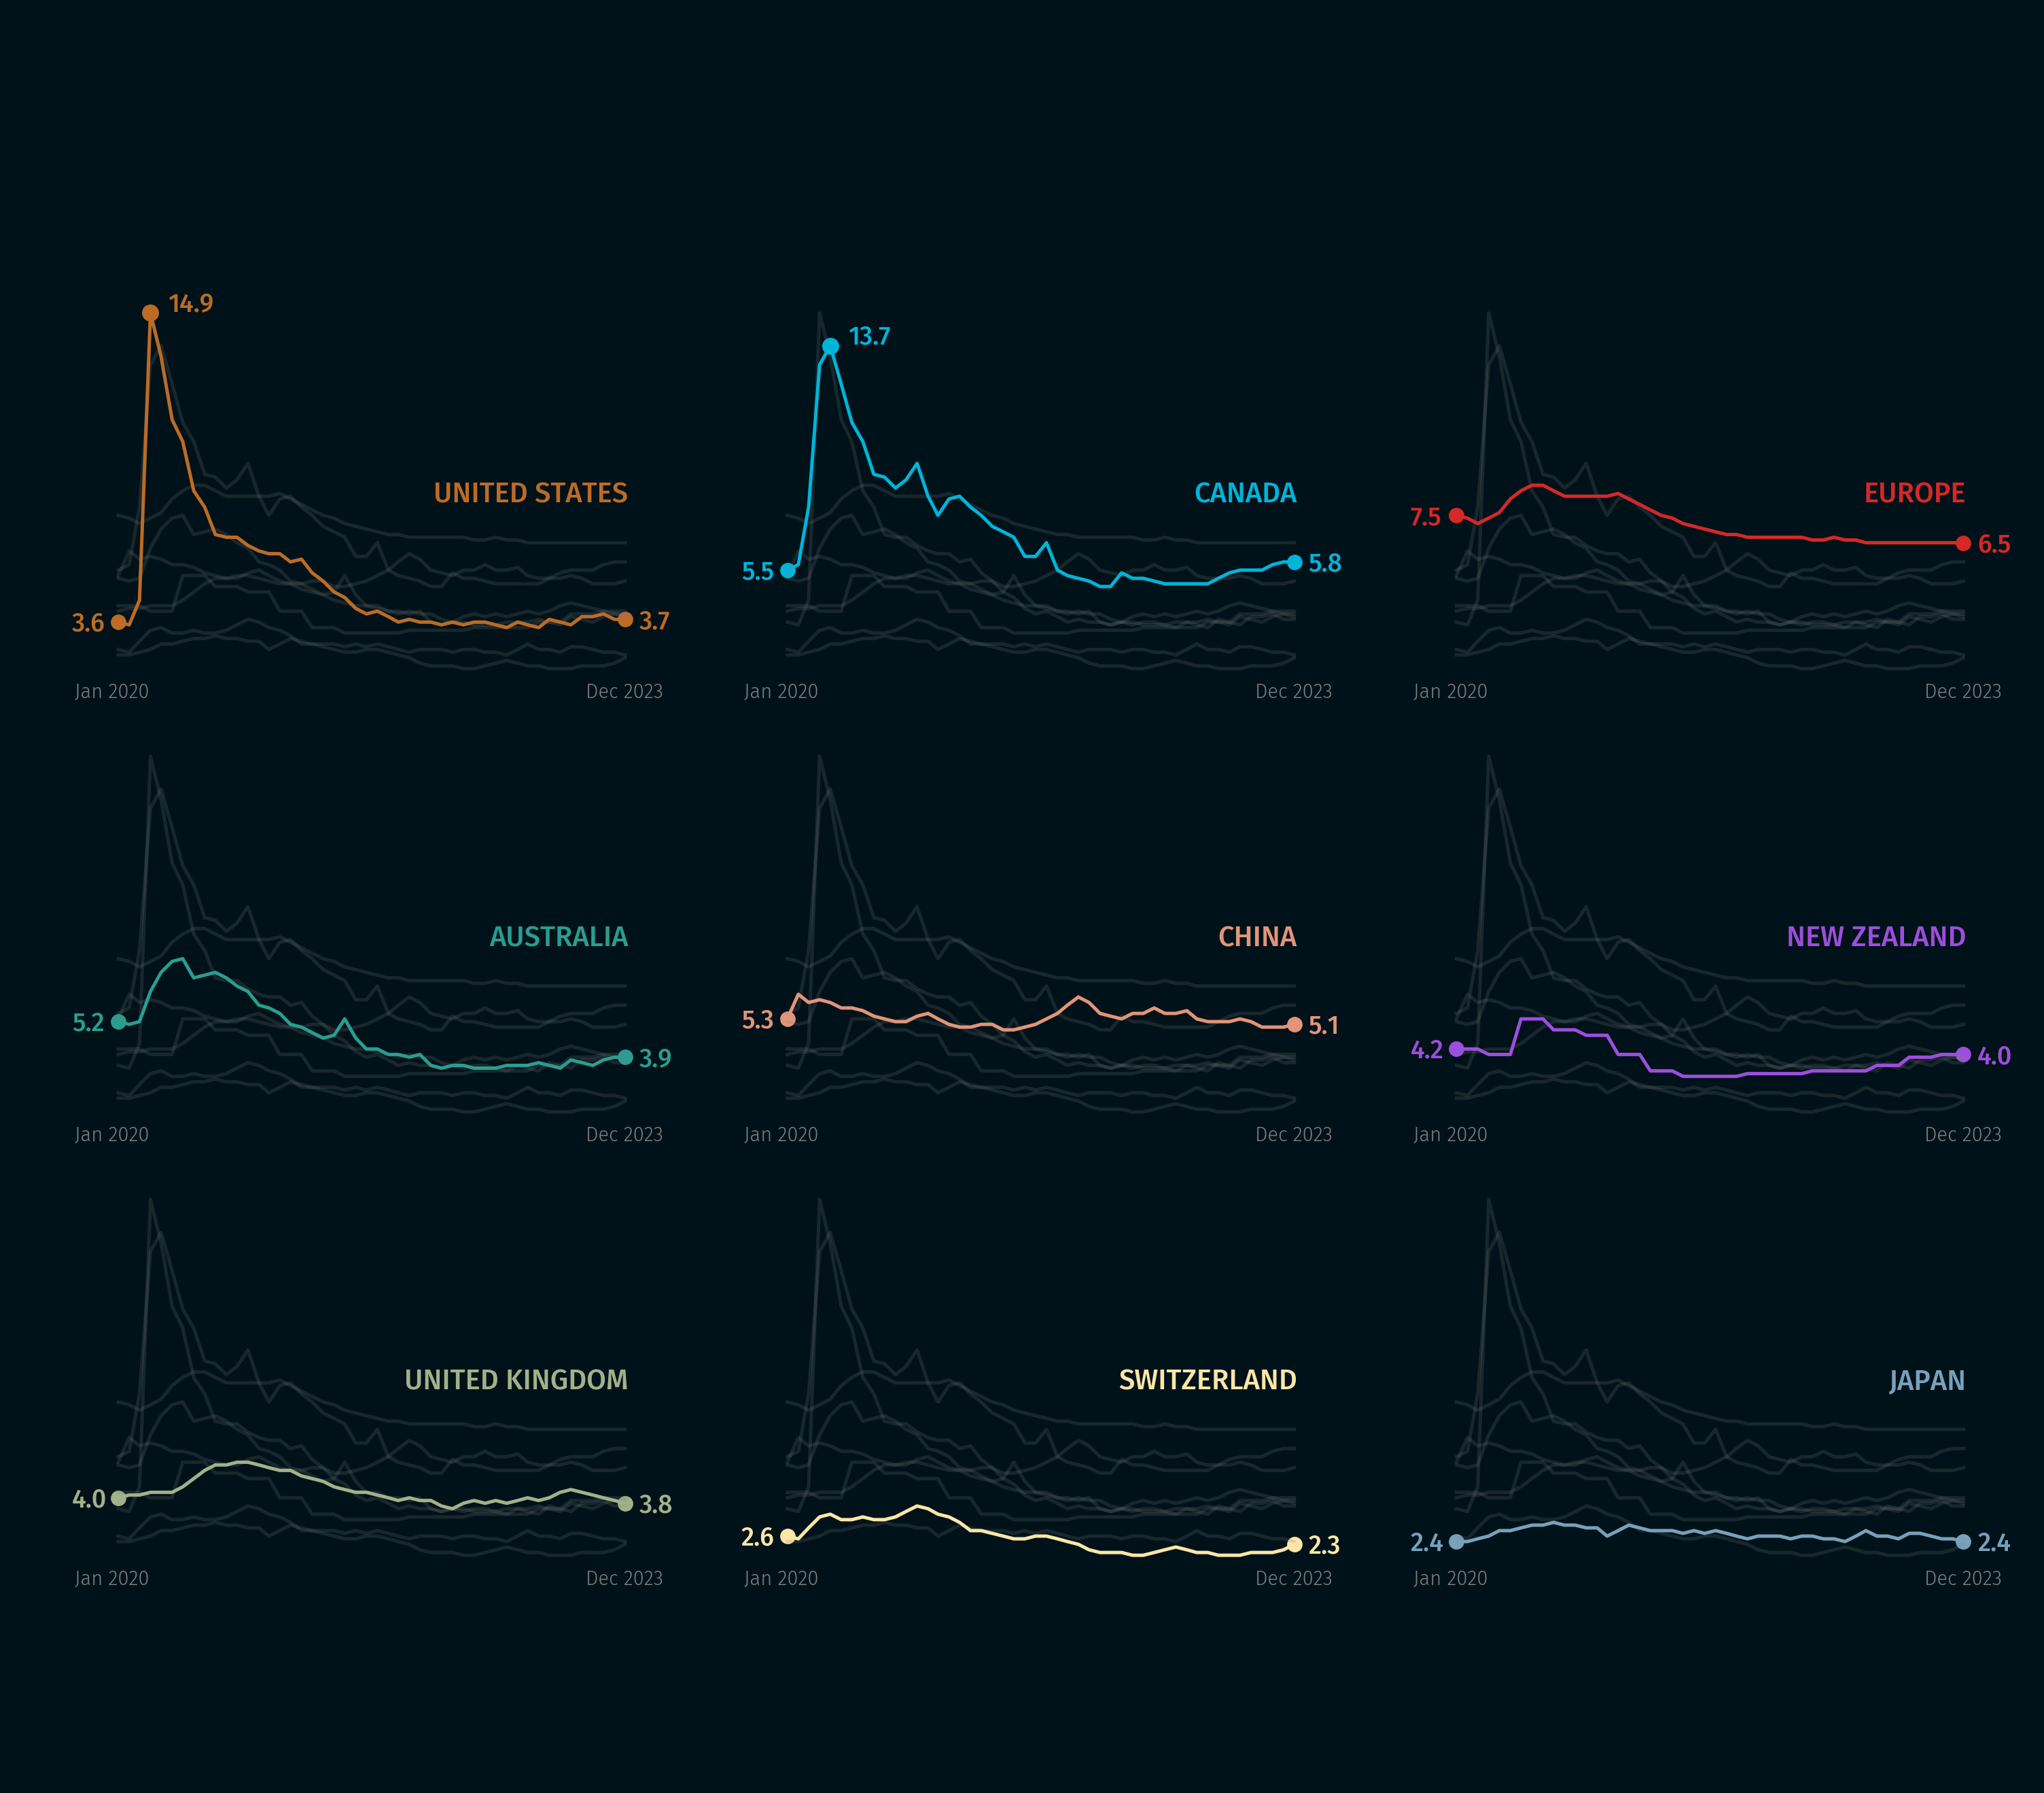 14.9
UNITED STATES
3.6
3.7
Jan 2020
Dec 2023
13.7
CANADA
5.5
5.8
Jan 2020
Dec 2023
EUROPE
7.5
6.5
Jan 2020
Dec 2023
AUSTRALIA
5.2
3.9
Jan 2020
Dec 2023
CHINA
5.3
5.1
Jan 2020
Dec 2023
NEW ZEALAND
4.2
4.0
Jan 2020
Dec 2023
UNITED KINGDOM
4.0
3.8
Jan 2020
Dec 2023
SWITZERLAND
2.6
2.3
Jan 2020
Dec 2023
JAPAN
2.4
2.4
Jan 2020
Dec 2023